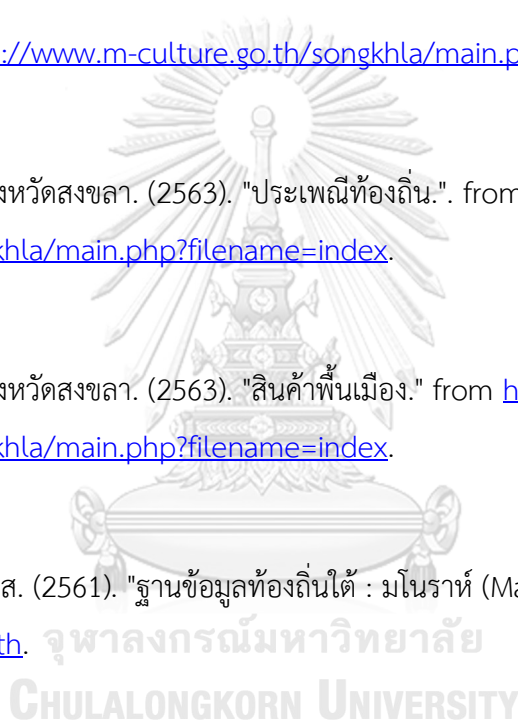 ://www.m-culture.go.th/songkhla/main.p
งหวัดสงขลา. (2563). "ประเพณีท้องถิ่น.". from
khla/main.php?filename=index.
งหวัดสงขลา. (2563). "สินค้าพื้นเมือง." from h
khla/main.php?filename=index.
ส. (2561). "ฐานข้อมูลท้องถิ่นใต้ : มโนราห์ (Ma
th.
จุฬาลงกรณ์มหาวิทยาลัย
CHULALONGKORN UNIVERSITY